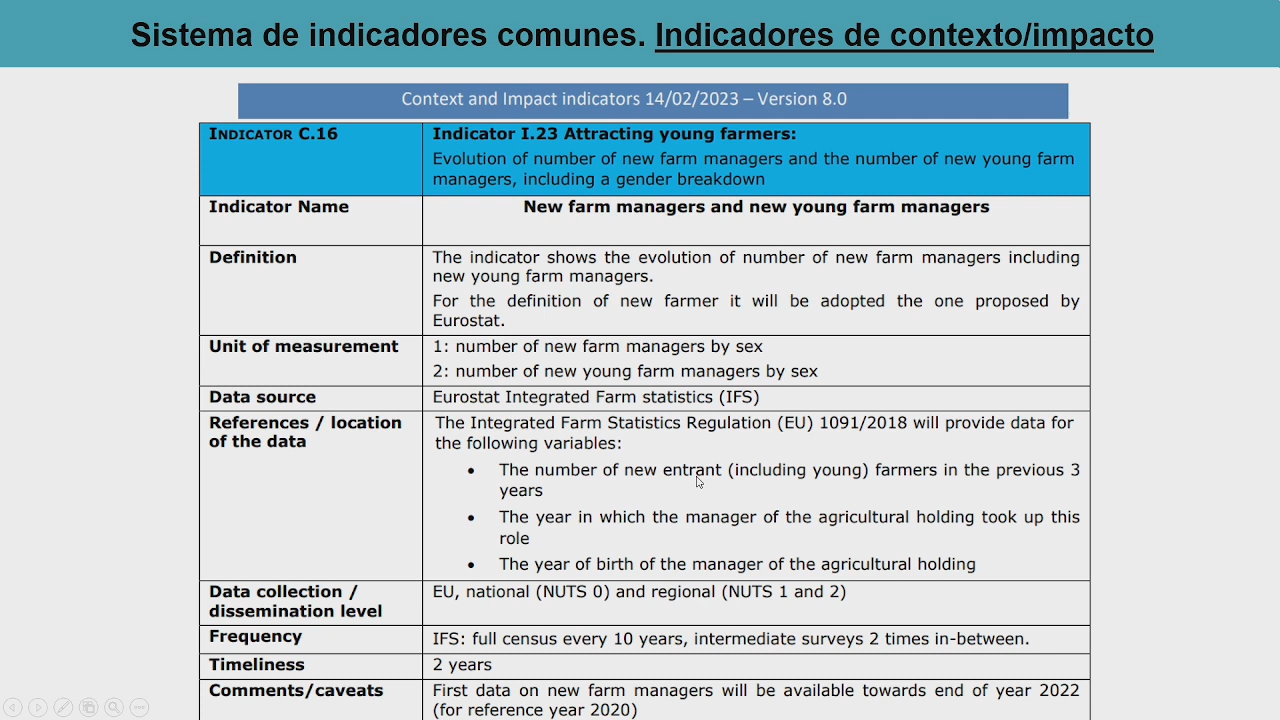 Sistema de indicadores comunes. Indicadores de contexto/impacto
Context and Impact indicators 14/02/2023 – Version 8.0
INDICATOR C.16
Indicator I.23 Attracting young farmers:
Evolution of number of new farm managers and the number of new young farm
managers, including a gender breakdown
Indicator Name
New farm managers and new young farm managers
Definition
The indicator shows the evolution of number of new farm managers including
new young farm managers.
For the definition of new farmer it will be adopted the one proposed by
Eurostat.
Unit of measurement
1: number of new farm managers by sex
2: number of new young farm managers by sex
Data source
Eurostat Integrated Farm statistics (IFS)
References / location
of the data
The Integrated Farm Statistics Regulation (EU) 1091/2018 will provide data for
the following variables:
• The number of new entrant (including young) farmers in the previous 3
years
• The year in which the manager of the agricultural holding took up this
role
• The year of birth of the manager of the agricultural holding
Data collection /
dissemination level
EU, national (NUTS 0) and regional (NUTS 1 and 2)
Frequency
IFS: full census every 10 years, intermediate surveys 2 times in-between.
Timeliness
2 years
Comments/caveats
First data on new farm managers will be available towards end of year 2022
(for reference year 2020)